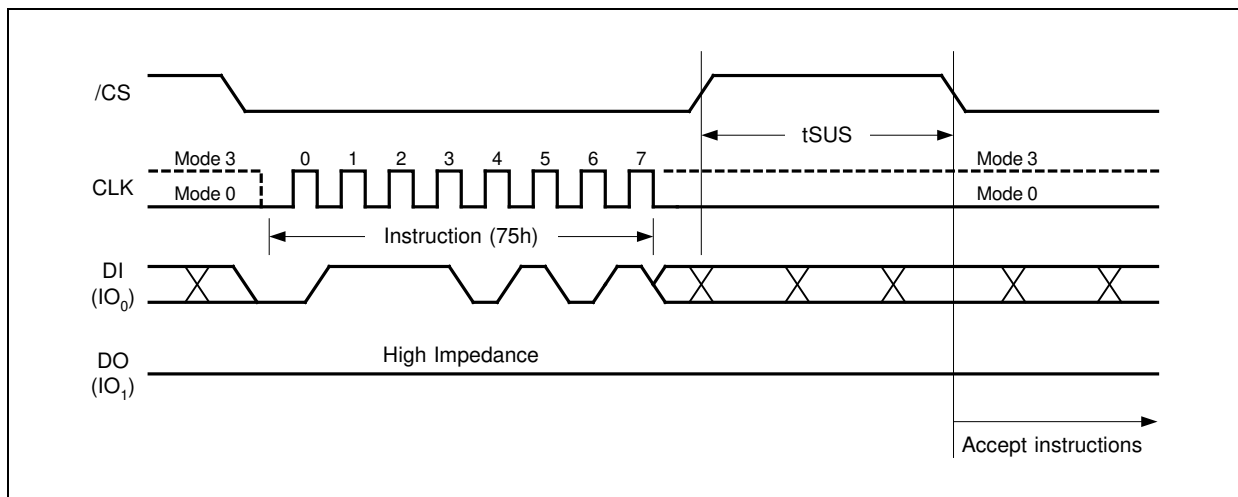 /CS
tSUS
Mode 3 0 1 2 3 4 5 6 7 Mode 3
CLK
Mode 0 Mode 0
Instruction (75h)
DI
(IO0)
High Impedance
DO
(IO1)
Accept instructions